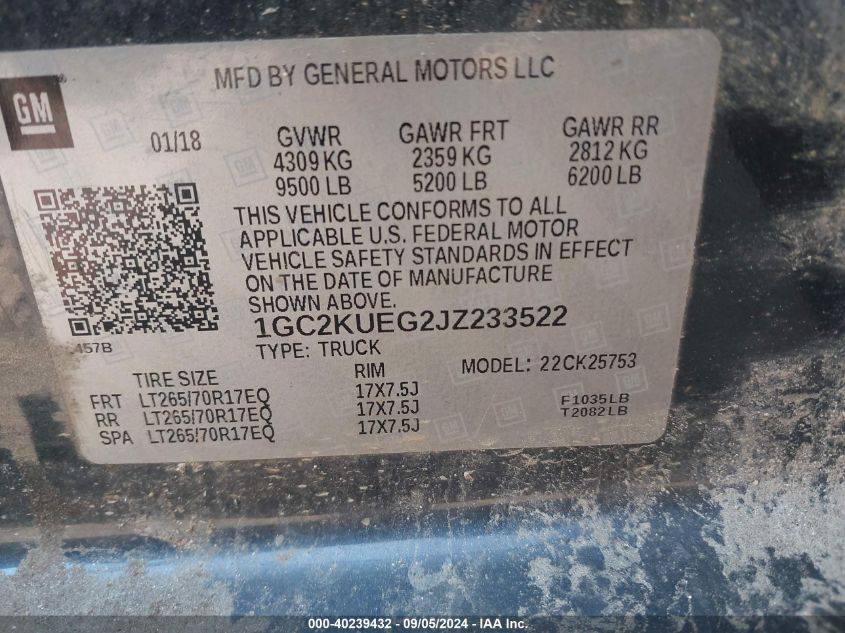 MFD BY GENERAL MOTORS LLC
GM
01/18
GVWR GAWR FRT GAWR RR
4309 KG 2359 KG 2812 KG
9500 LB 5200 LB 6200 LB
THIS VEHICLE CONFORMS TO ALL
APPLICABLE U.S. FEDERAL MOTOR
VEHICLE SAFETY STANDARDS IN EFFECT
ON THE DATE OF MANUFACTURE
SHOWN ABOVE.
1GC2KUEG2JZ233522
457B
TYPE: TRUCK MODEL: 22CK25753
TIRE SIZE RIM
FRT LT265/70R17EQ 17X7.5J
RR LT265/70R17EQ 17X7.5J
SPA LT265/70R17EQ 17X7.5J
F1035LB
T2082LB
000-40239432 - 09/05/2024 - IAA, Inc.